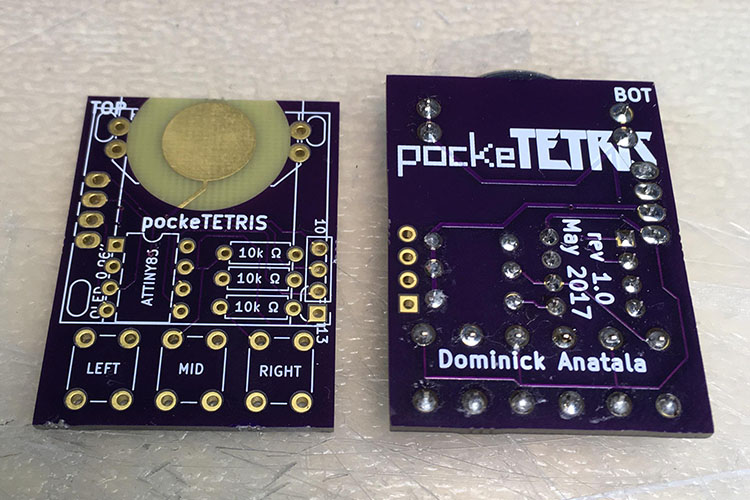 TOP
pockeTETRIS
ATTINY85
10k Ω
10k Ω
10k Ω
LEFT
MID
RIGHT
BOT
pockeTETRIS
rev 1.0
May 2017
Dominick Anatala